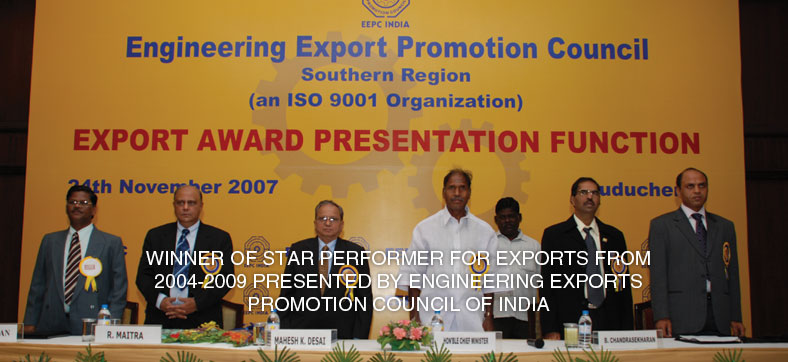 EEPC INDIA
Engineering Export Promotion Council
Southern Region
(an ISO 9001 Organization)
EXPORT AWARD PRESENTATION FUNCTION
24th November 2007
EEPC INDIA
WINNER OF STAR PERFORMER FOR EXPORTS FROM
2004-2009 PRESENTED BY ENGINEERING EXPORTS
PROMOTION COUNCIL OF INDIA
R. MAITRA
MAHESH K. DESAI
HON'BLE CHIEF MINISTER
B. CHANDRASEKHARAN